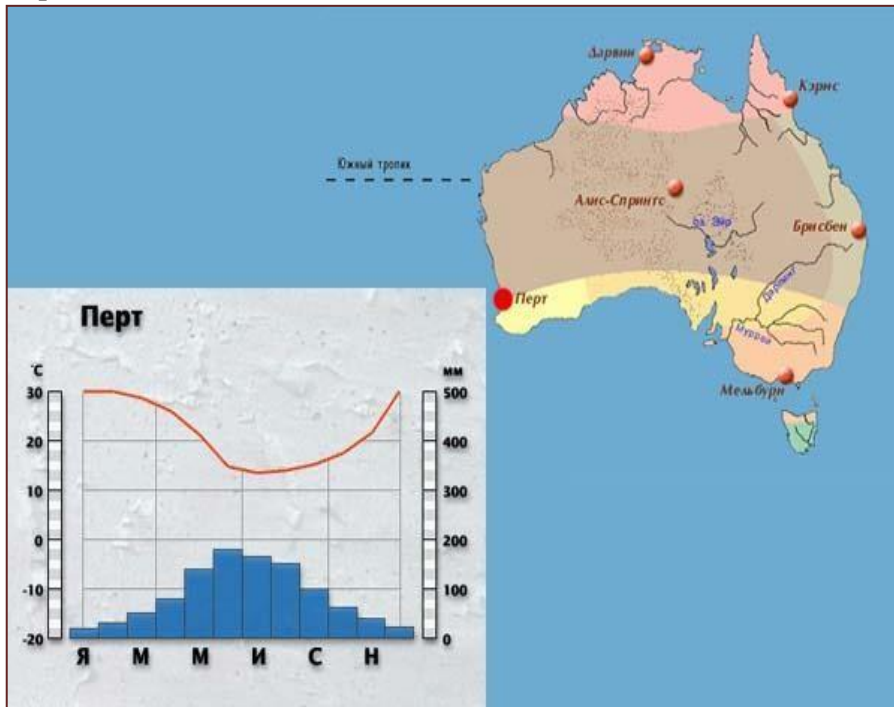 Дарвин
Кэрнс
Южный тропик
Алис-Спрингс
оз. Эйр
Брисбен
Дарлинг
Перт
Муррей
Мельбурн
Перт
°C
мм
30
500
20
400
10
300
0
200
-10
100
-20
0
Я М М И С Н